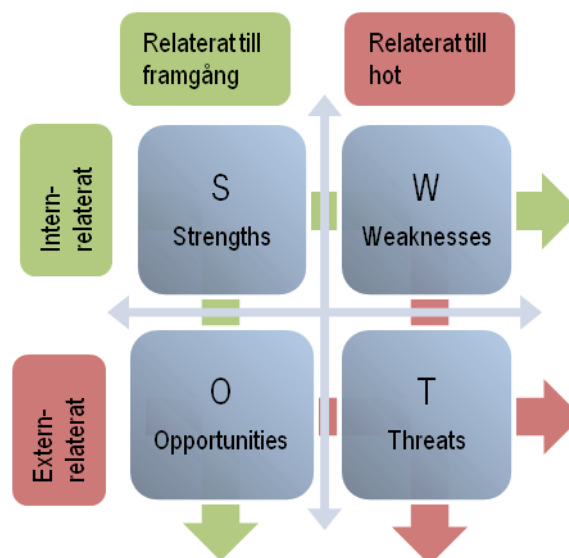 Relaterat till
framgång
Relaterat till
hot
Intern-
relaterat
S
Strengths
W
Weaknesses
Extern-
relaterat
O
Opportunities
T
Threats